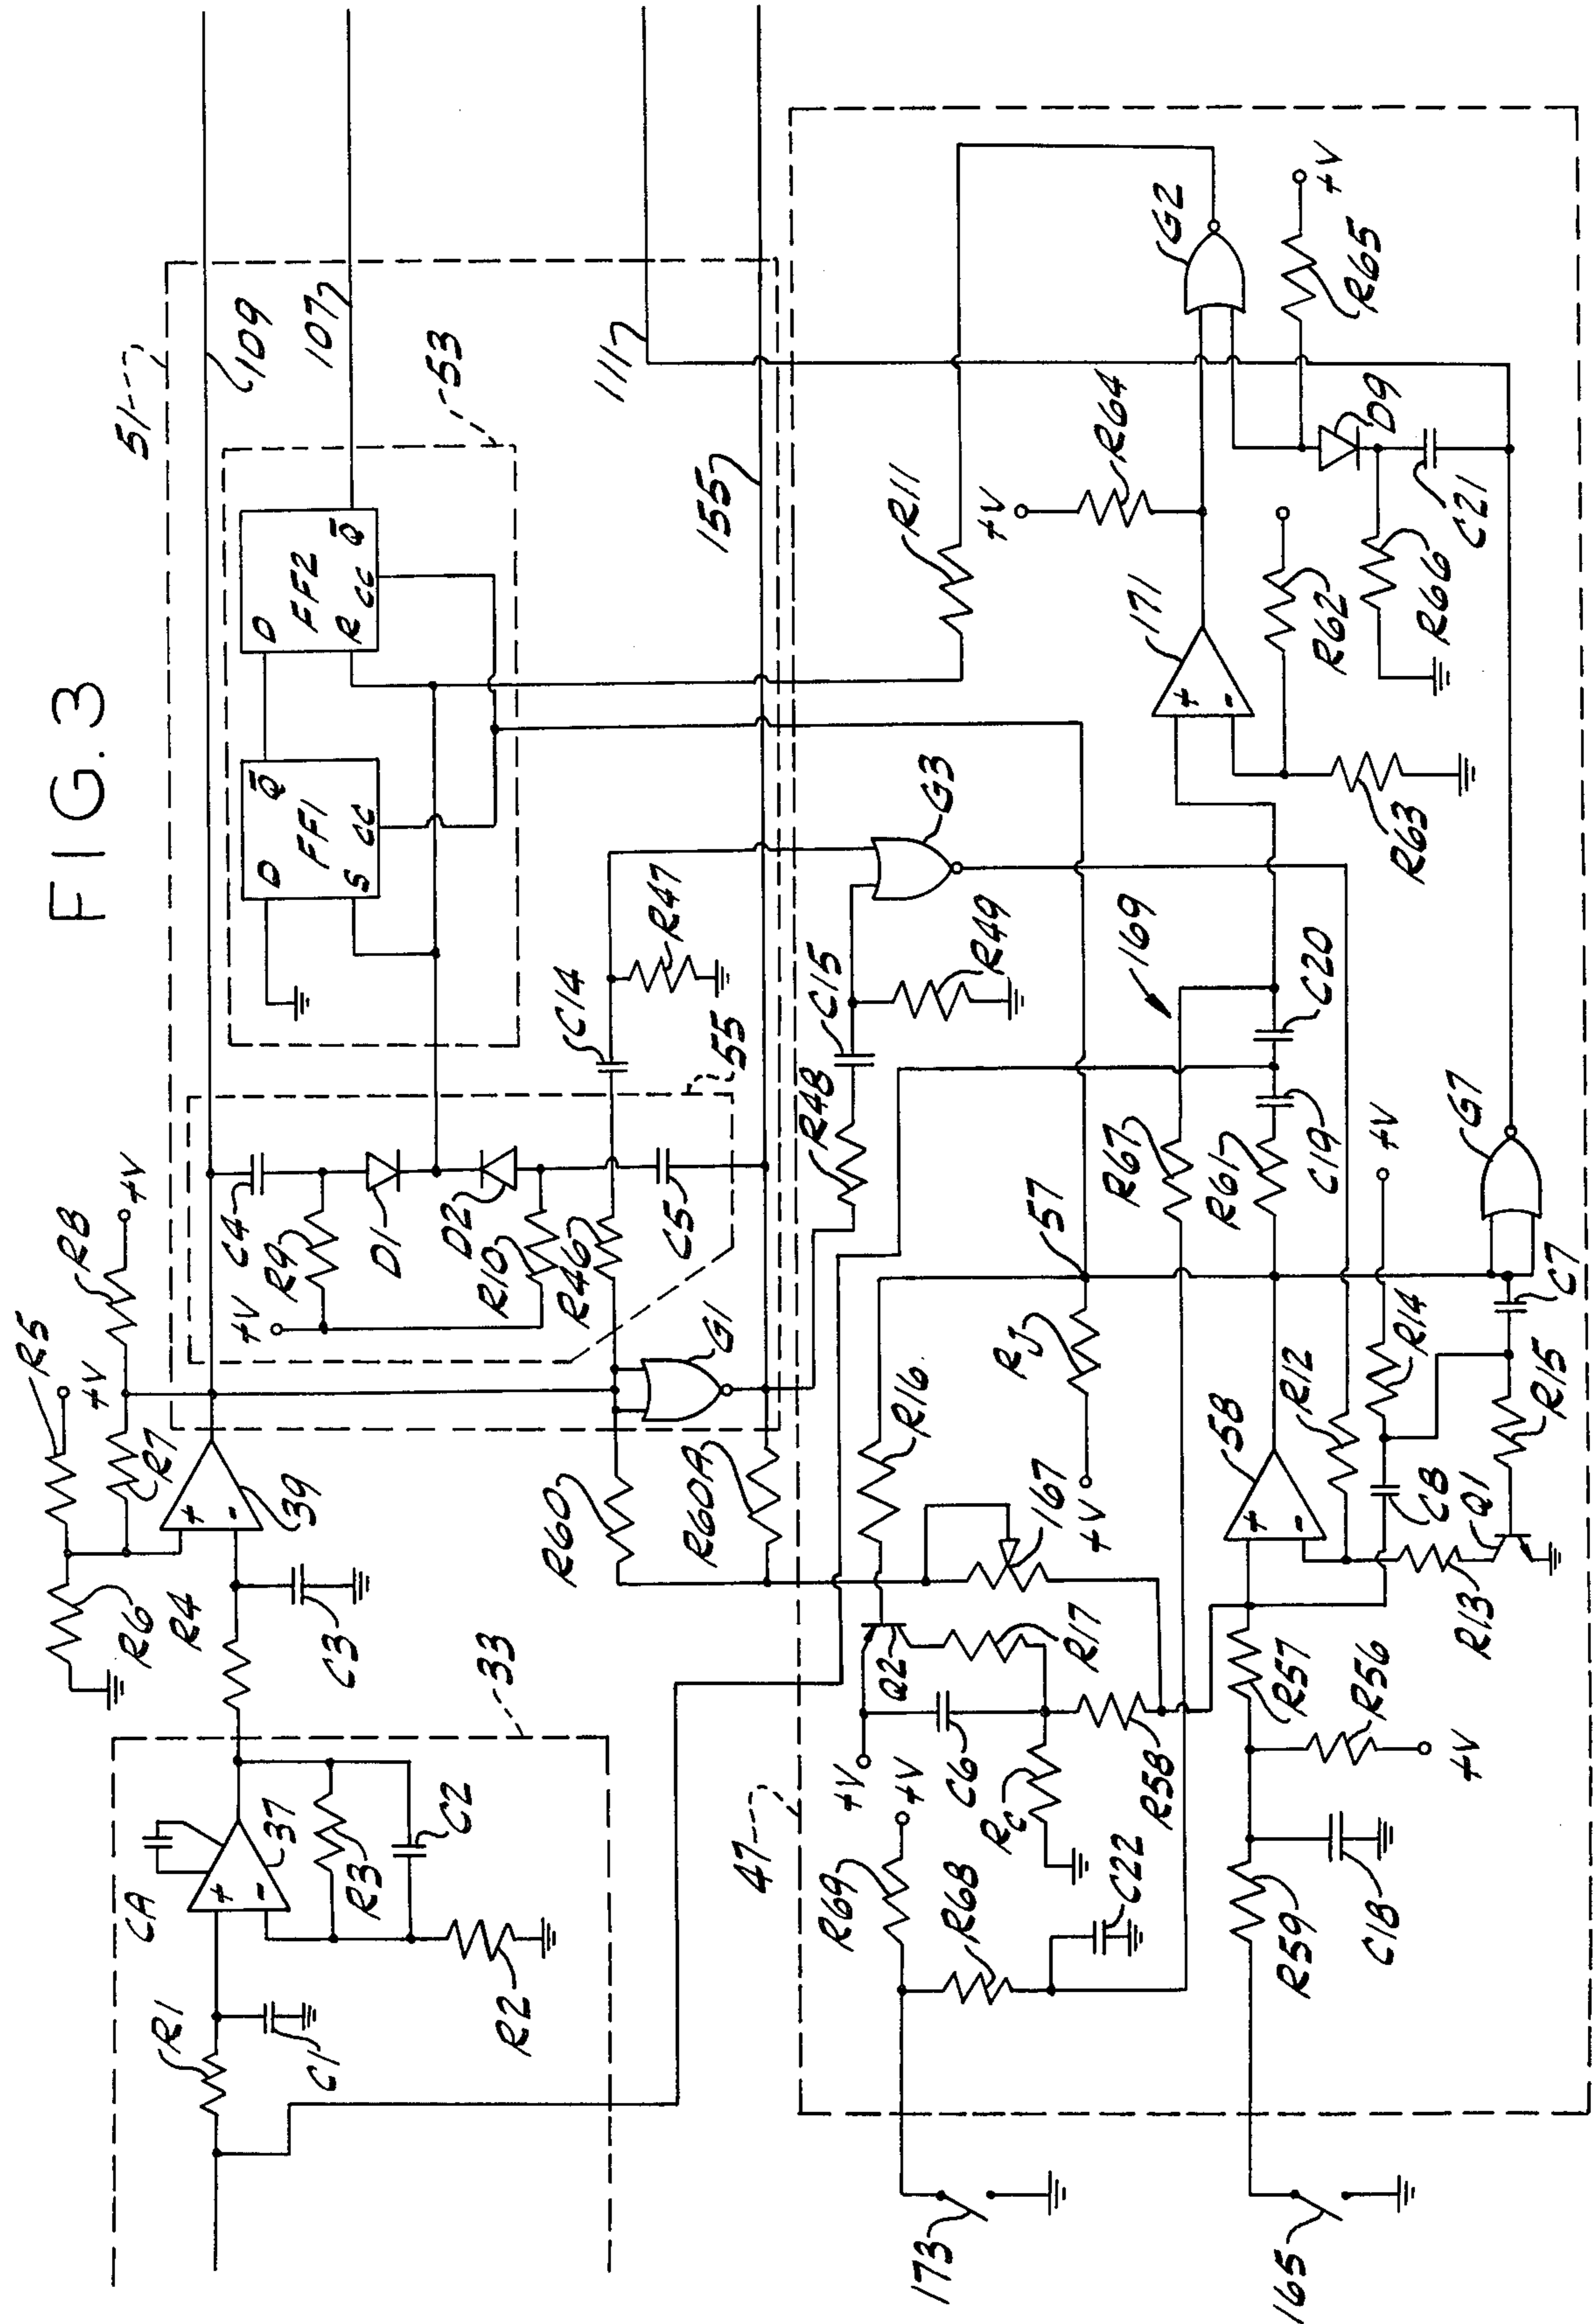 FIG. 3
51
109
107
53
111
155
R5
R8
+V
+V
R7
R6
+
-
39
R4
C3
33
CA
+
-
37
R3
C2
R1
C1
R2
D
Q̄
FF1
S
CC
D
FF2
Q̄
R
CC
C4
R9
+V
D1
D2
R10
R46
C5
C14
R47
55
G1
R60
R60A
R48
C15
R49
G3
R11
R64
+V
G2
171
+
-
R62
R63
R65
+V
D9
R66
C21
169
R67
R61
C19
C20
57
RJ
+V
R16
167
Q2
R17
C6
+V
+V
RC
R58
47
R69
R68
C22
58
+
-
R12
R14
+V
C8
Q1
R13
R15
C7
G7
R57
R56
+V
R59
C18
173
165